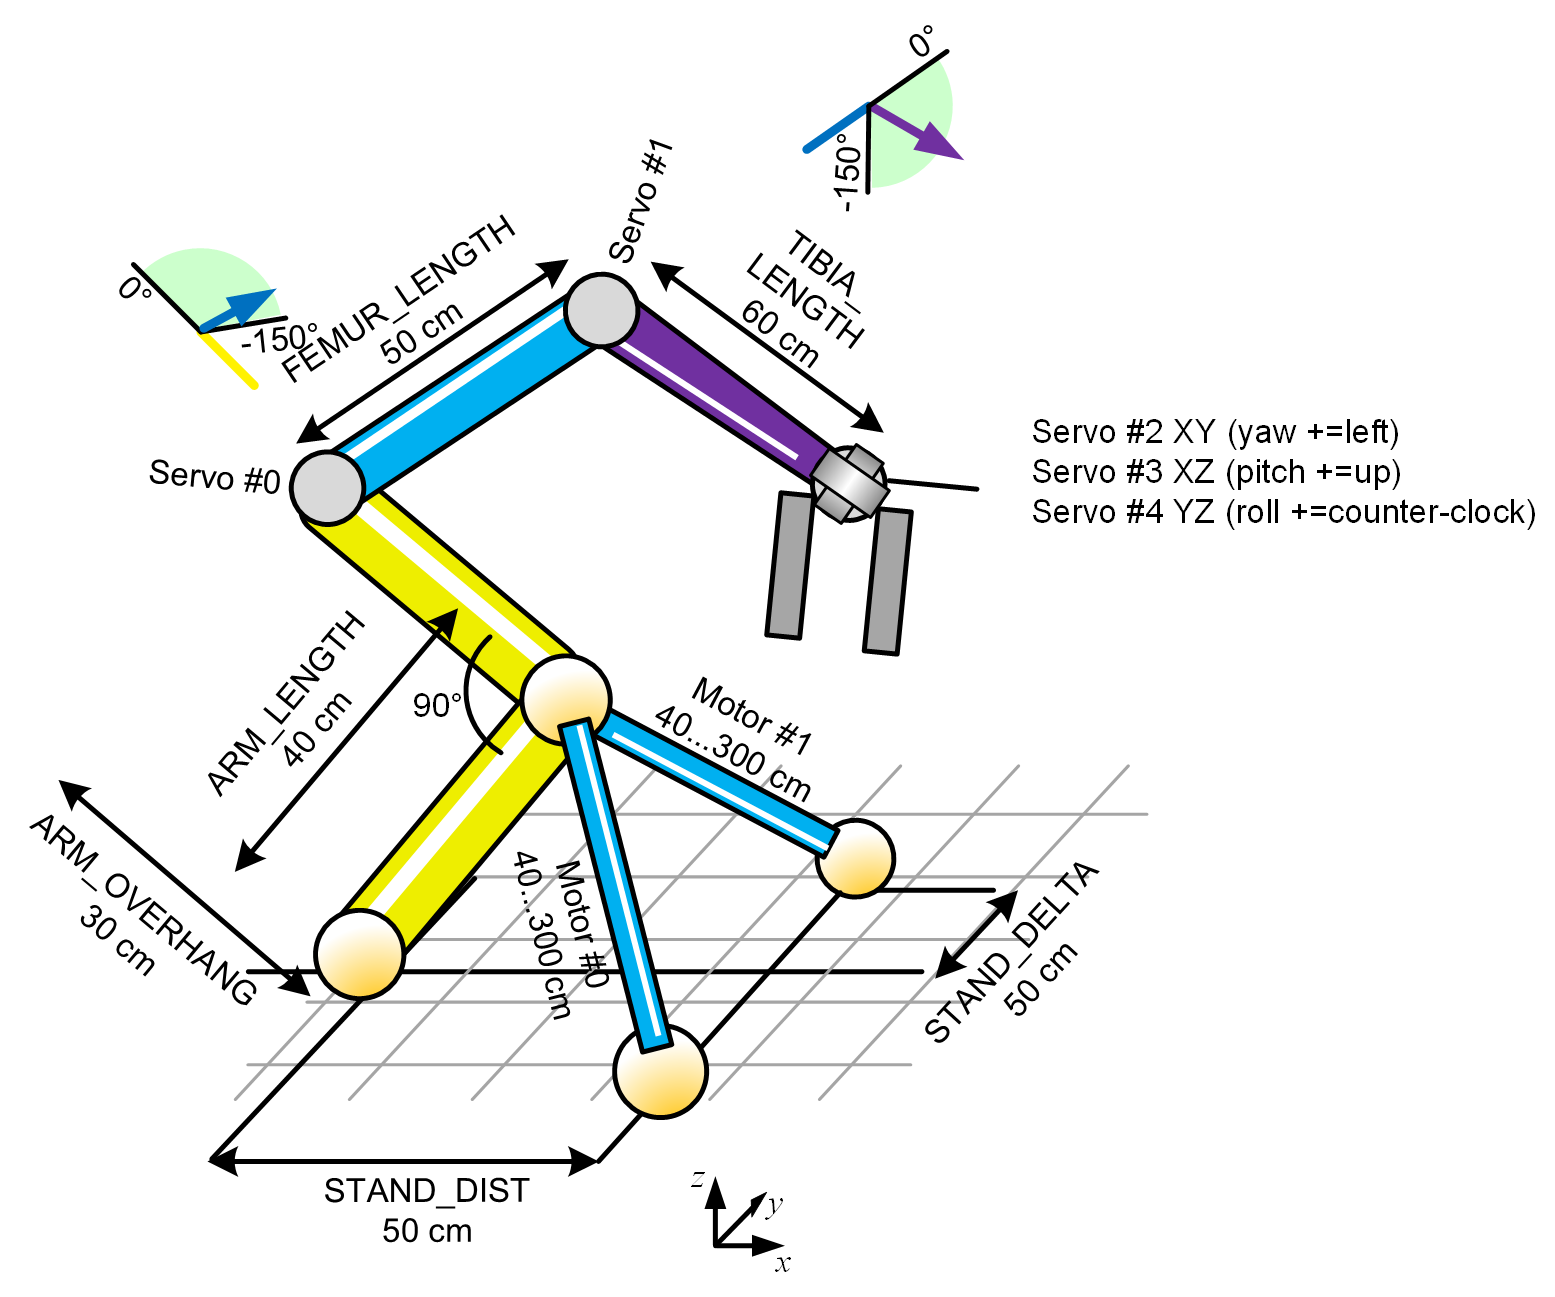 0°
-150°
Servo #1
TIBIA_
LENGTH
60 cm
FEMUR_LENGTH
50 cm
0°
-150°
Servo #0
Servo #2 XY (yaw +=left)
Servo #3 XZ (pitch +=up)
Servo #4 YZ (roll +=counter-clock)
ARM_LENGTH
40 cm
90°
Motor #1
40...300 cm
ARM_OVERHANG
30 cm
Motor #0
40...300 cm
STAND_DELTA
50 cm
STAND_DIST
50 cm
z
y
x